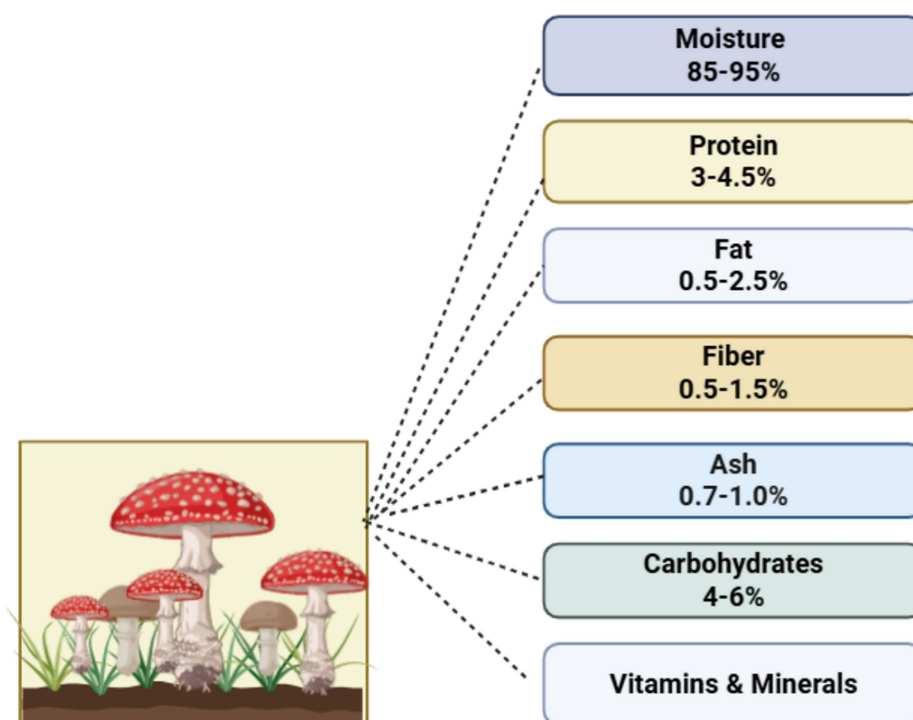 Moisture
85-95%
Protein
3-4.5%
Fat
0.5-2.5%
Fiber
0.5-1.5%
Ash
0.7-1.0%
Carbohydrates
4-6%
Vitamins & Minerals